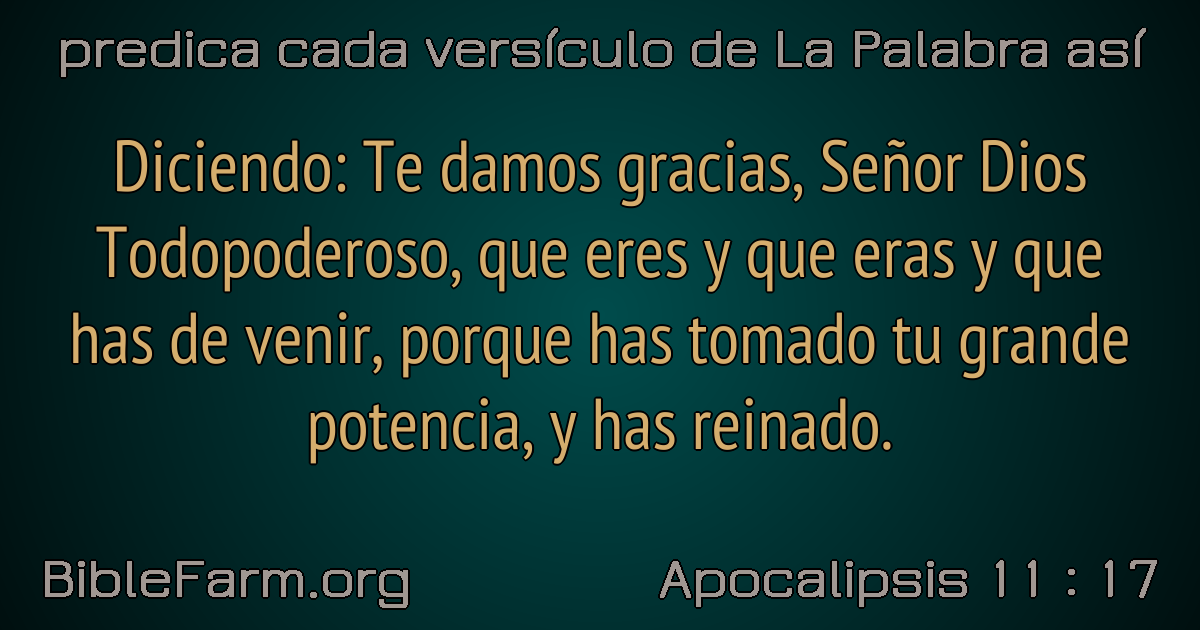 predica cada versículo de La Palabra así
Diciendo: Te damos gracias, Señor Dios
Todopoderoso, que eres y que eras y que
has de venir, porque has tomado tu grande
potencia, y has reinado.
BibleFarm.org
Apocalipsis 11 : 17